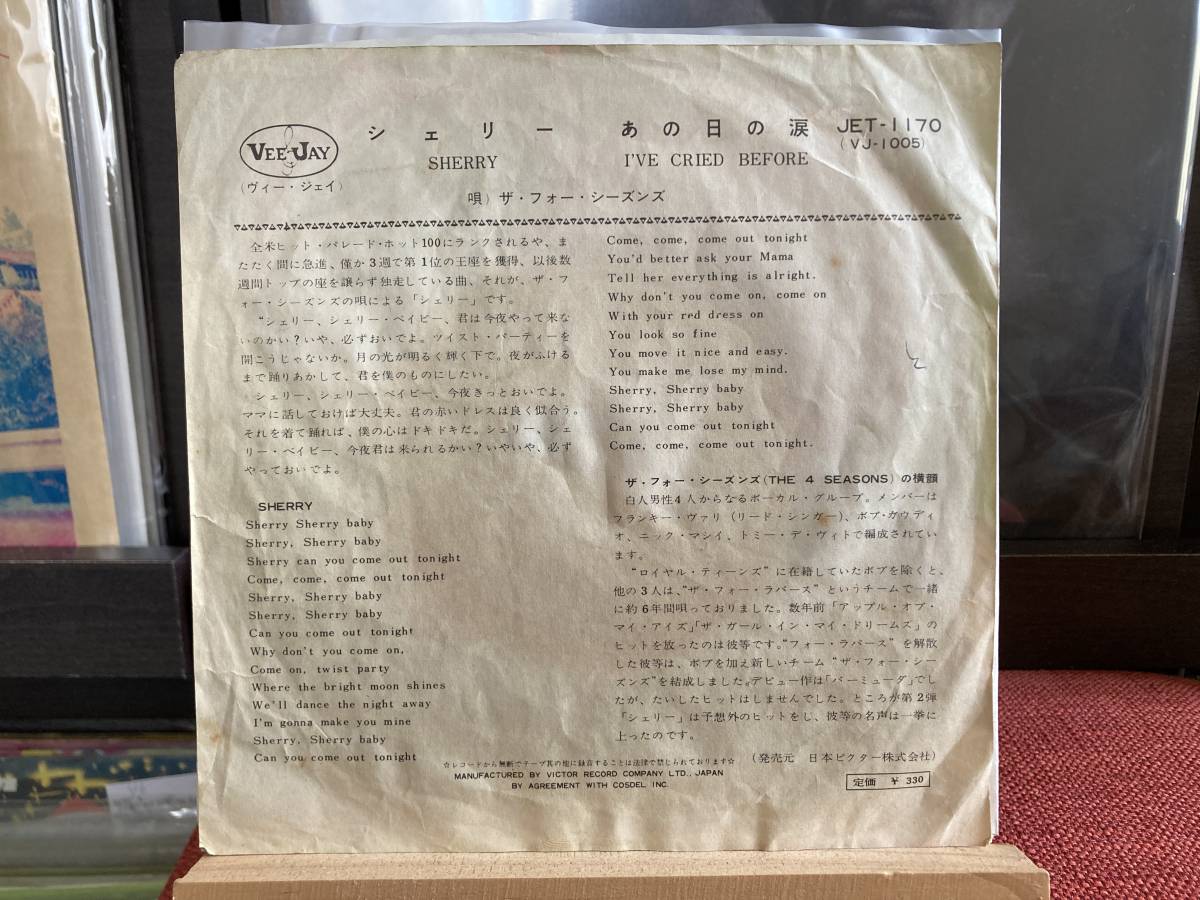 シェリー　あの日の涙　JET-1170
VEE-JAY　SHERRY　I'VE CRIED BEFORE　(VJ-1005)
(ヴィー・ジェイ)
唄) ザ・フォー・シーズンズ
全米ヒット・パレード・ホット100にランクされるや、ま
たたく間に急進、僅か3週で第1位の王座を獲得、以後数
週間トップの座を譲らず独走している曲、それが、ザ・フ
ォー・シーズンズの唄による「シェリー」です。
“シェリー、シェリー・ベイビー、君は今夜やって来な
いのかい？いや、必ずおいでよ。ツイスト・パーティーを
開こうじゃないか。月の光が明るく輝く下で。夜がふける
まで踊りあかして、君を僕のものにしたい。
シェリー、シェリー・ベイビー、今夜きっとおいでよ。
ママに話しておけば大丈夫。君の赤いドレスは良く似合う。
それを着て踊れば、僕の心はドキドキだ。シェリー、シェ
リー・ベイビー、今夜君は来られるかい？いやいや、必ず
やっておいでよ。
SHERRY
Sherry Sherry baby
Sherry, Sherry baby
Sherry can you come out tonight
Come, come, come out tonight
Sherry, Sherry baby
Sherry, Sherry baby
Can you come out tonight
Why don't you come on,
Come on, twist party
Where the bright moon shines
We'll dance the night away
I'm gonna make you mine
Sherry, Sherry baby
Can you come out tonight
Come, come, come out tonight
You'd better ask your Mama
Tell her everything is alright.
Why don't you come on, come on
With your red dress on
You look so fine
You move it nice and easy.
You make me lose my mind.
Sherry, Sherry baby
Sherry, Sherry baby
Can you come out tonight
Come, come, come out tonight.
ザ・フォー・シーズンズ(THE 4 SEASONS)の横顔
白人男性4人からなるボーカル・グループ。メンバーは
フランキー・ヴァリ（リード・シンガー）、ボブ・ガウディ
オ、ニック・マシイ、トミー・デ・ヴィトで編成されてい
ます。
“ロイヤル・ティーンズ”に在籍していたボブを除くと、
他の3人は、“ザ・フォー・ラバース”というチームで一緒
に約6年間唄っておりました。数年前「アップル・オブ・
マイ・アイズ」「ザ・ガール・イン・マイ・ドリームス」の
ヒットを放ったのは彼等です。“フォー・ラバース”を解散
した彼等は、ボブを加え新しいチーム“ザ・フォー・シー
ズンズ”を結成しました。デビュー作は「バーミューダ」でし
たが、たいしたヒットはしませんでした。ところが第2弾
「シェリー」は予想外のヒットをし、彼等の名声は一挙に
上ったのです。
☆レコードから無断でテープ其の他に録音することは法律で禁じられております☆
（発売元　日本ビクター株式会社）
MANUFACTURED BY VICTOR RECORD COMPANY LTD., JAPAN
BY AGREEMENT WITH COSDEL INC.
定価　￥330